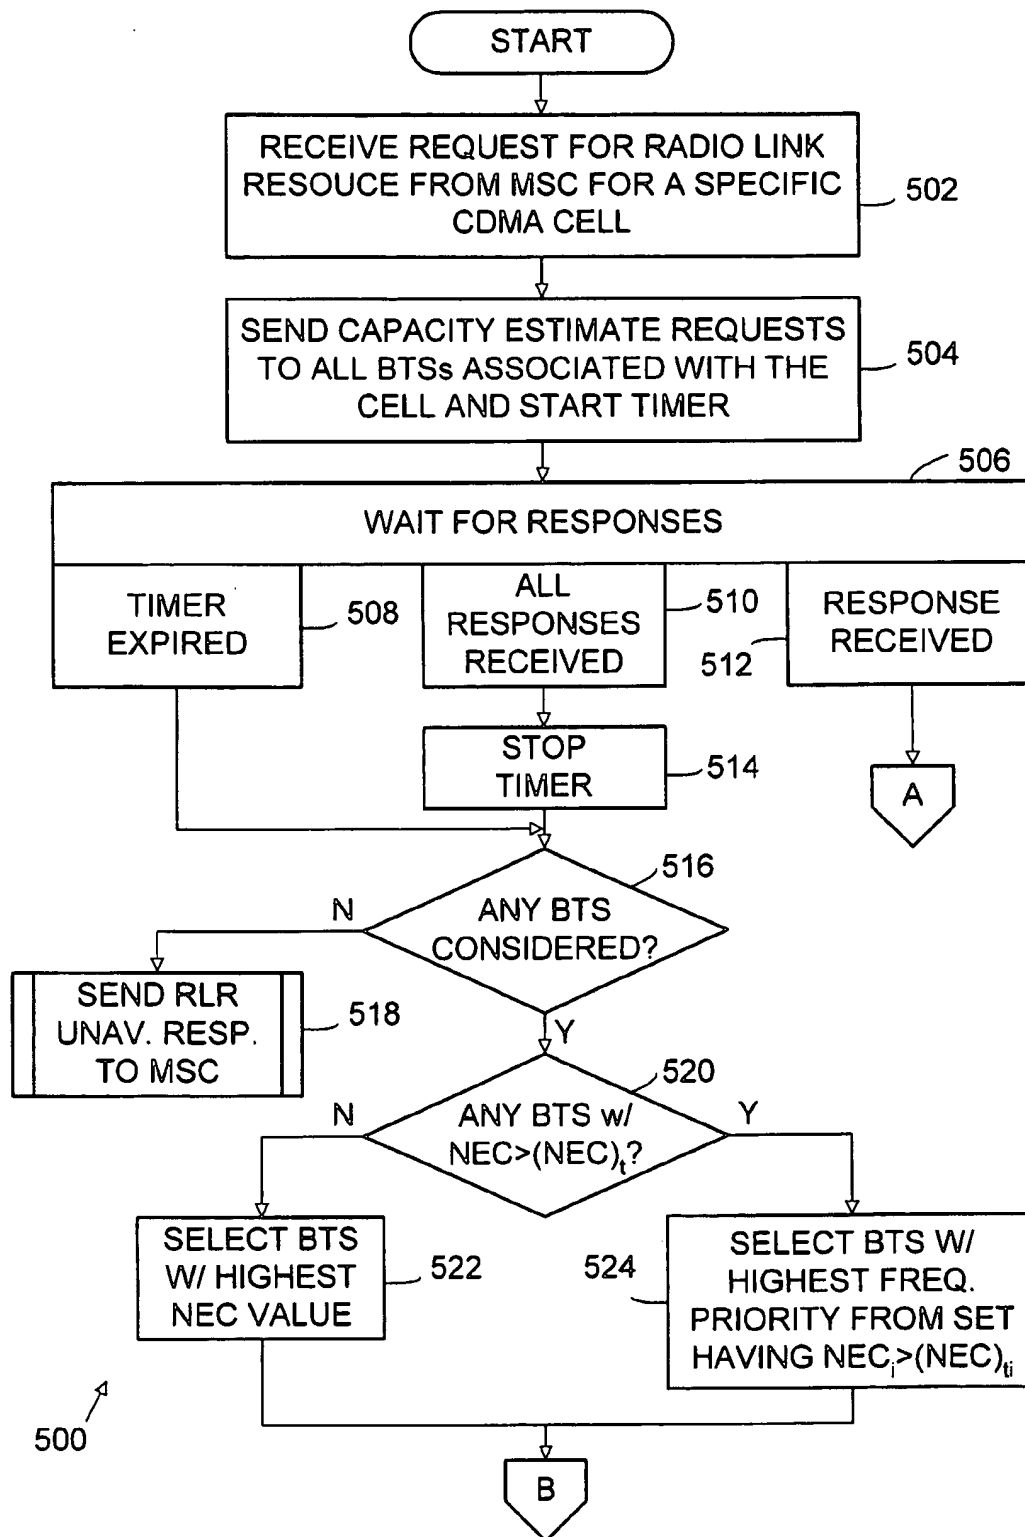 START
RECEIVE REQUEST FOR RADIO LINK
RESOUCE FROM MSC FOR A SPECIFIC
CDMA CELL
502
SEND CAPACITY ESTIMATE REQUESTS
TO ALL BTSs ASSOCIATED WITH THE
CELL AND START TIMER
504
506
WAIT FOR RESPONSES
TIMER
EXPIRED
508
ALL
RESPONSES
RECEIVED
510
512
RESPONSE
RECEIVED
STOP
TIMER
514
A
516
ANY BTS
CONSIDERED?
N
Y
SEND RLR
UNAV. RESP.
TO MSC
518
520
ANY BTS w/
NEC>(NEC)t?
N
Y
SELECT BTS
W/ HIGHEST
NEC VALUE
522
524
SELECT BTS W/
HIGHEST FREQ.
PRIORITY FROM SET
HAVING NECi>(NEC)ti
500
B